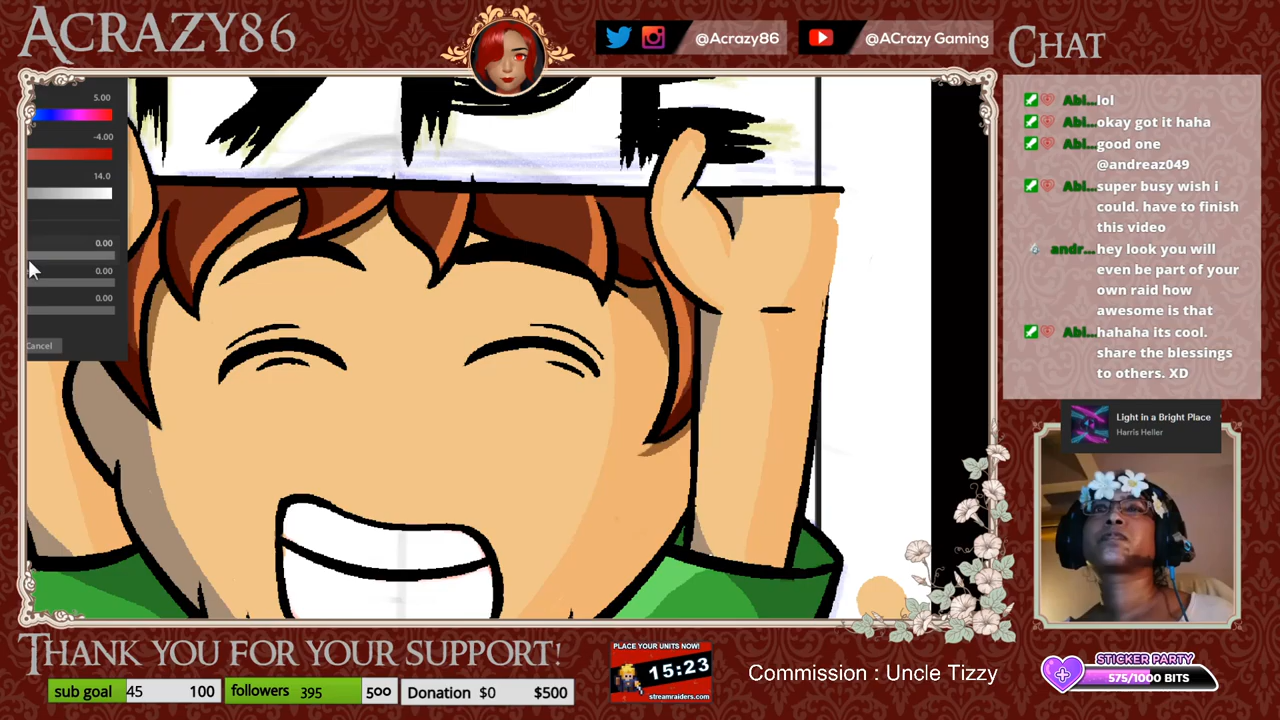 ACRAZY86
@Acrazy86
@ACrazy Gaming
CHAT
5.00
-4.00
14.0
0.00
0.00
0.00
Cancel
Abi...lol
Abi...okay got it haha
Abi...good one
@andreaz049
Abi...super busy wish i
could. have to finish
this video
andr...hey look you will
even be part of your
own raid how
awesome is that
Abi...hahaha its cool.
share the blessings
to others. XD
Light in a Bright Place
Harris Heller
THANK YOU FOR YOUR SUPPORT!
sub goal 45 100
followers 395 500
Donation $0 $500
PLACE YOUR UNITS NOW!
15:23
streamraiders.com
Commission : Uncle Tizzy
STICKER PARTY
575/1000 BITS